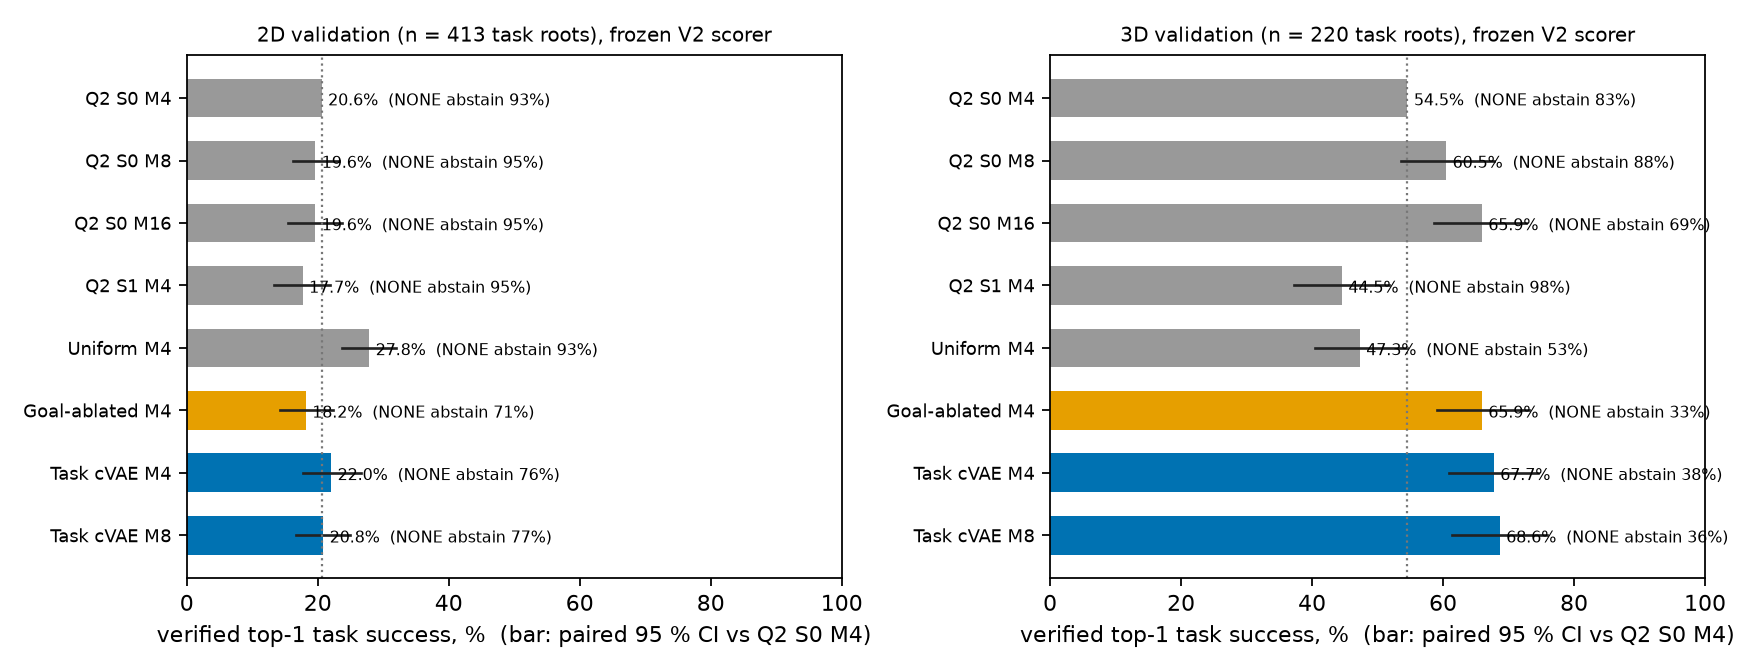 2D validation (n = 413 task roots), frozen V2 scorer
Q2 S0 M4
20.6%  (NONE abstain 93%)
Q2 S0 M8
19.6%  (NONE abstain 95%)
Q2 S0 M16
19.6%  (NONE abstain 95%)
Q2 S1 M4
17.7%  (NONE abstain 95%)
Uniform M4
27.8%  (NONE abstain 93%)
Goal-ablated M4
18.2%  (NONE abstain 71%)
Task cVAE M4
22.0%  (NONE abstain 76%)
Task cVAE M8
20.8%  (NONE abstain 77%)
0 20 40 60 80 100
verified top-1 task success, %  (bar: paired 95 % CI vs Q2 S0 M4)
3D validation (n = 220 task roots), frozen V2 scorer
Q2 S0 M4
54.5%  (NONE abstain 83%)
Q2 S0 M8
60.5%  (NONE abstain 88%)
Q2 S0 M16
65.9%  (NONE abstain 69%)
Q2 S1 M4
44.5%  (NONE abstain 98%)
Uniform M4
47.3%  (NONE abstain 53%)
Goal-ablated M4
65.9%  (NONE abstain 33%)
Task cVAE M4
67.7%  (NONE abstain 38%)
Task cVAE M8
68.6%  (NONE abstain 36%)
0 20 40 60 80 100
verified top-1 task success, %  (bar: paired 95 % CI vs Q2 S0 M4)